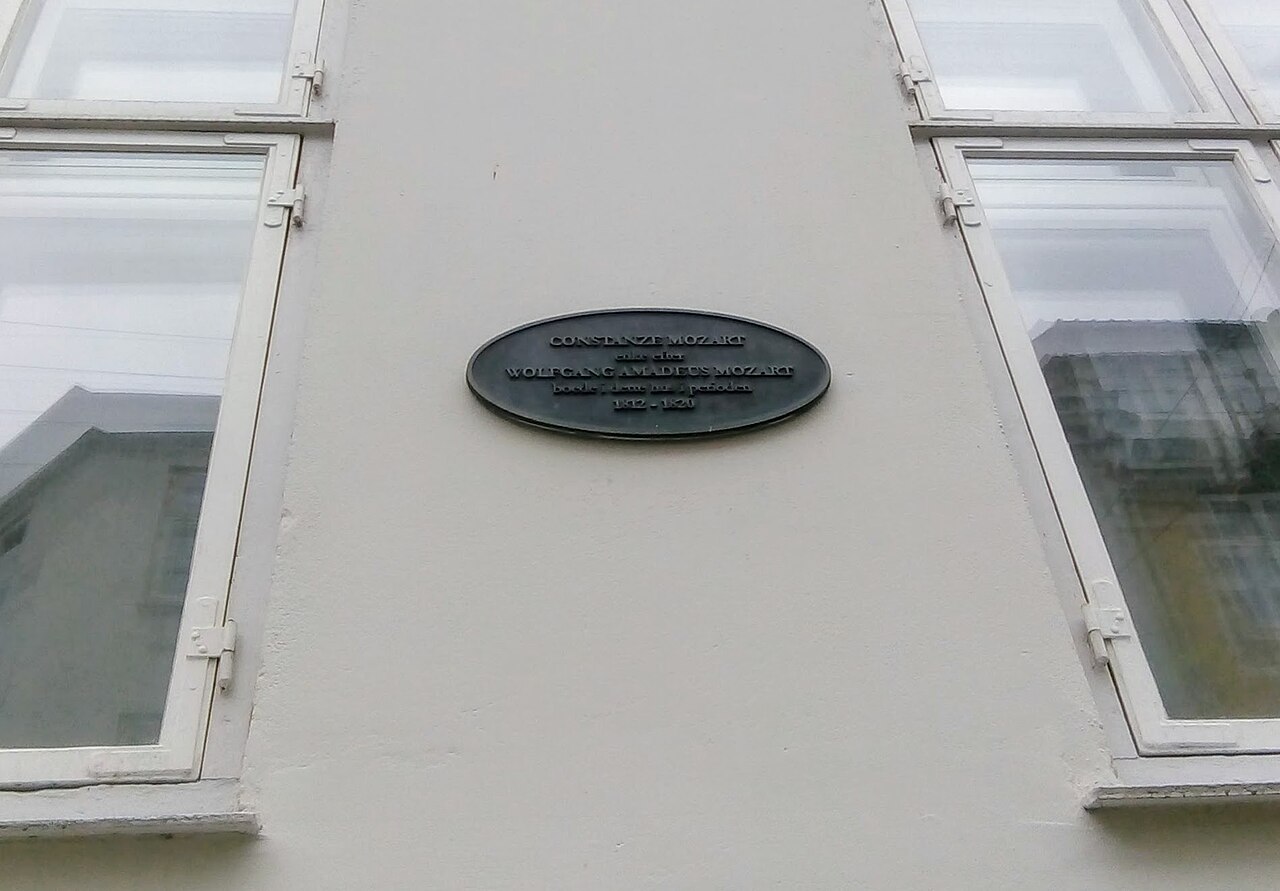 CONSTANZE MOZART
enke efter
WOLFGANG AMADEUS MOZART
boede i dette hus i perioden
1812 - 1820